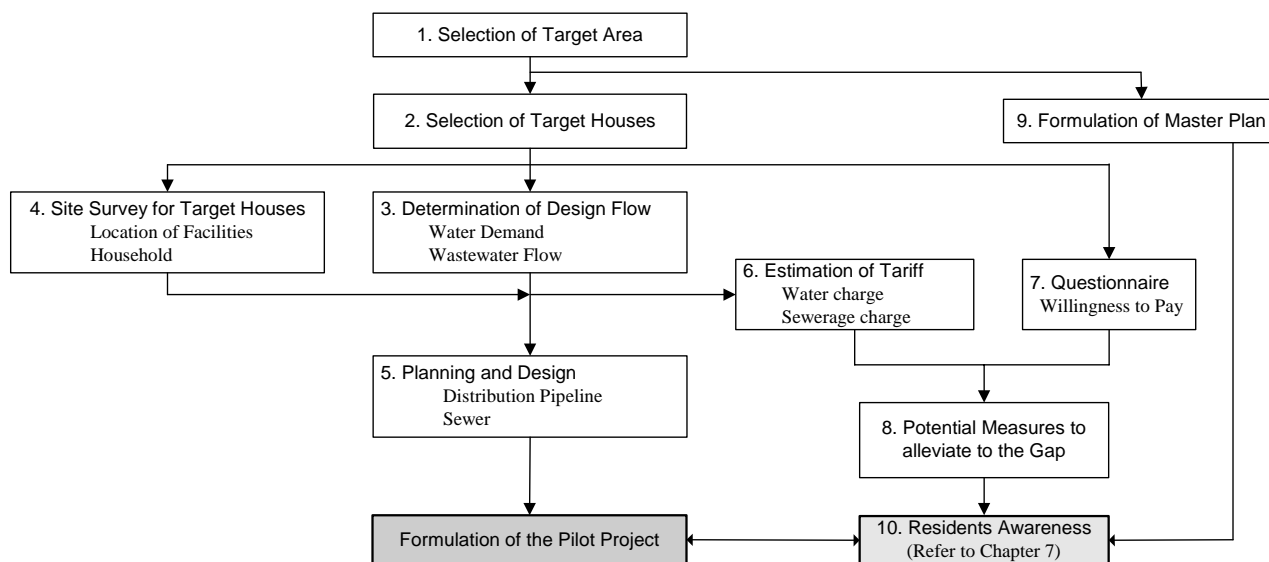 1. Selection of Target Area
2. Selection of Target Houses
9. Formulation of Master Plan
4. Site Survey for Target Houses
Location of Facilities
Household
3. Determination of Design Flow
Water Demand
Wastewater Flow
6. Estimation of Tariff
Water charge
Sewerage charge
7. Questionnaire
Willingness to Pay
5. Planning and Design
Distribution Pipeline
Sewer
8. Potential Measures to
alleviate to the Gap
Formulation of the Pilot Project
10. Residents Awareness
(Refer to Chapter 7)